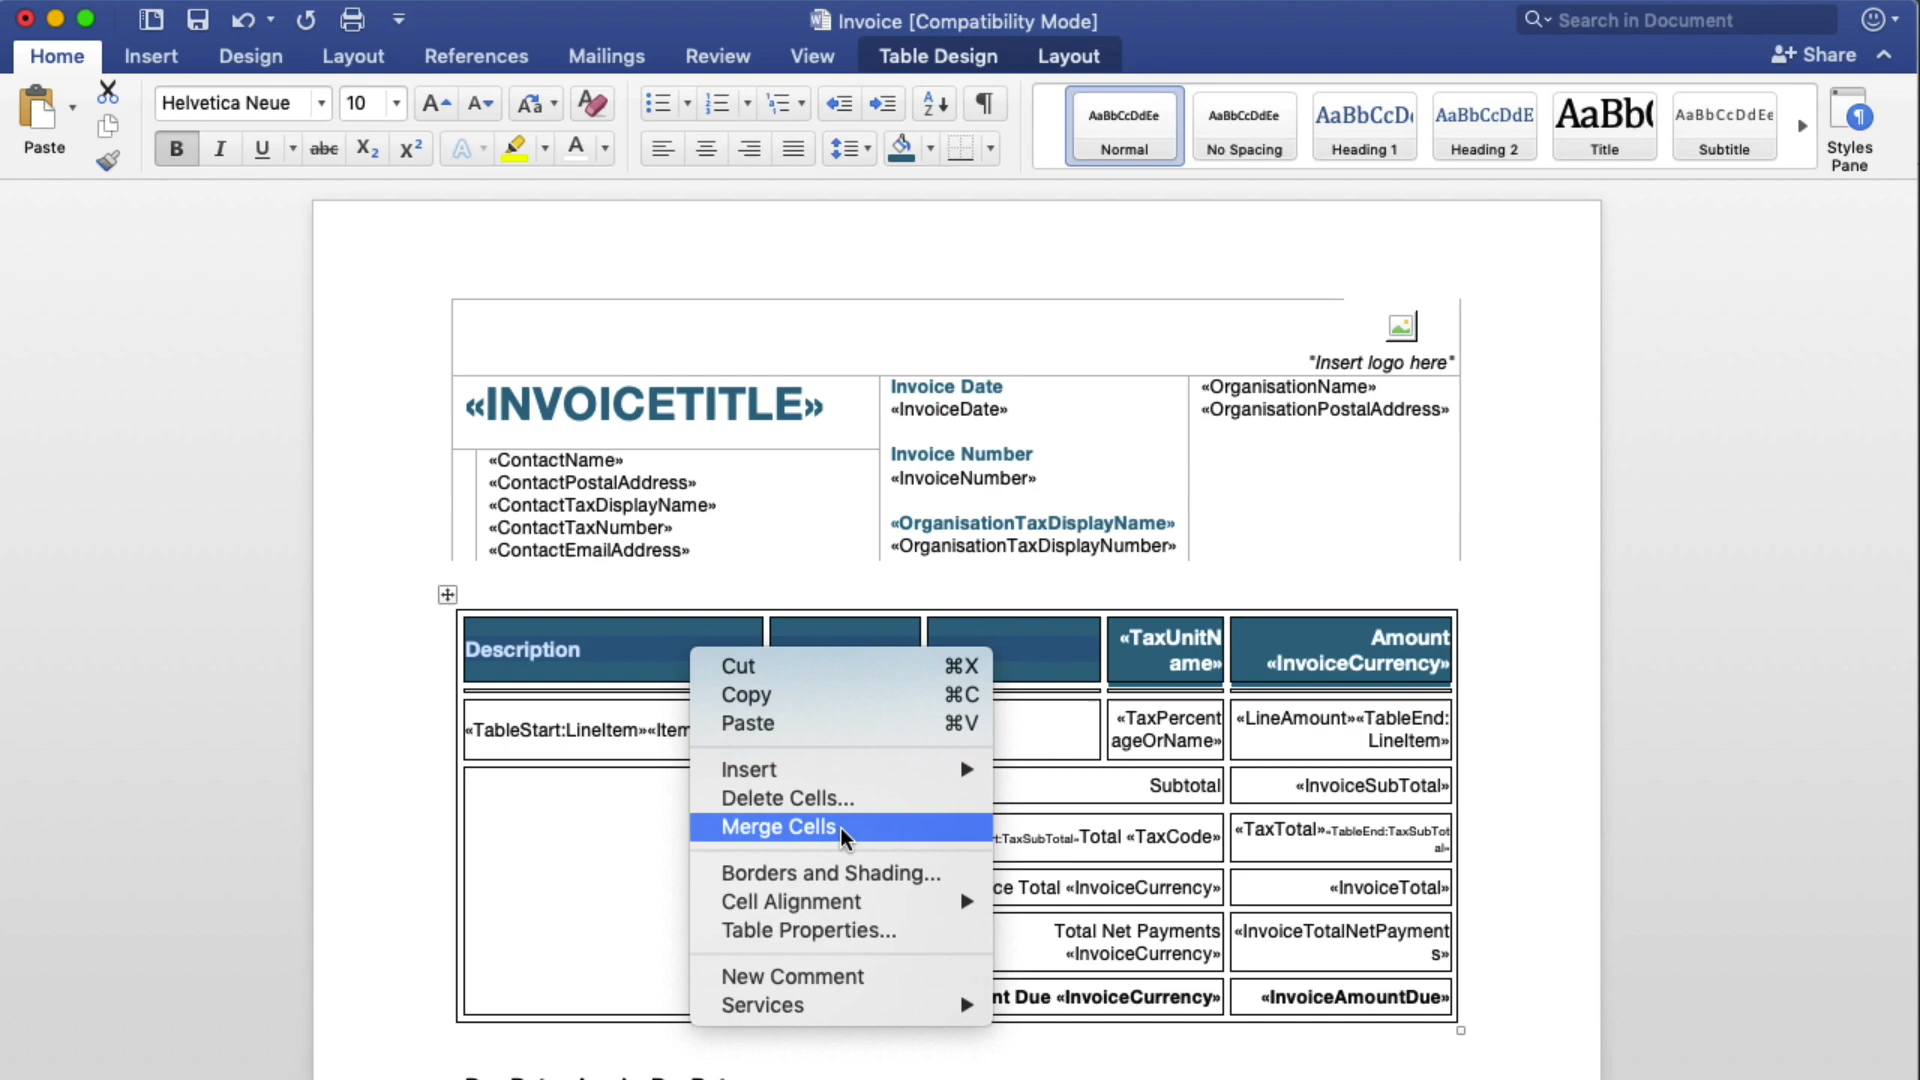 Invoice [Compatibility Mode]
Search in Document
Home Insert Design Layout References Mailings Review View Table Design Layout
Share
Paste
Helvetica Neue 10
AaBbCcDdEe
Normal
AaBbCcDdEe
No Spacing
AaBbCcD
Heading 1
AaBbCcDdE
Heading 2
AaBb(
Title
AaBbCcDdEe
Subtitle
Styles
Pane
"Insert logo here"
«INVOICETITLE»
«ContactName»
«ContactPostalAddress»
«ContactTaxDisplayName»
«ContactTaxNumber»
«ContactEmailAddress»
Invoice Date
«InvoiceDate»
Invoice Number
«InvoiceNumber»
«OrganisationTaxDisplayName»
«OrganisationTaxDisplayNumber»
«OrganisationName»
«OrganisationPostalAddress»
Description
«TaxUnitN
ame»
Amount
«InvoiceCurrency»
«TableStart:LineItem»«Item
«TaxPercent
ageOrName»
«LineAmount»«TableEnd:
LineItem»
Subtotal
«InvoiceSubTotal»
t:TaxSubTotal»Total «TaxCode»
«TaxTotal»«TableEnd:TaxSubTot
al»
ce Total «InvoiceCurrency»
«InvoiceTotal»
Total Net Payments
«InvoiceCurrency»
«InvoiceTotalNetPayment
s»
nt Due «InvoiceCurrency»
«InvoiceAmountDue»
Cut ⌘X
Copy ⌘C
Paste ⌘V
Insert
Delete Cells...
Merge Cells
Borders and Shading...
Cell Alignment
Table Properties...
New Comment
Services